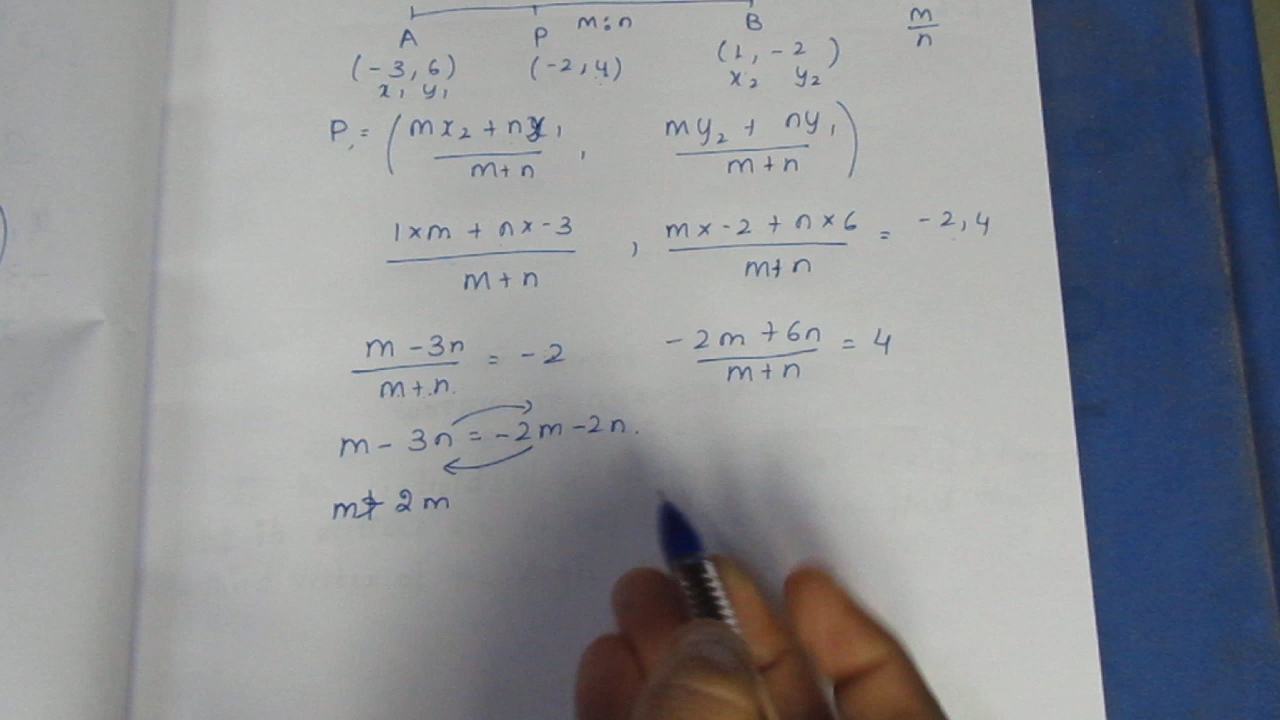 m:n
A P B m/n
(-3, 6) (-2, 4) (1, -2)
x₁ y₁ x₂ y₂
P = ( (mx₂ + nx₁)/(m+n) , (my₂ + ny₁)/(m+n) )
(1×m + n×-3)/(m+n) , (m×-2 + n×6)/(m+n) = -2, 4
(m - 3n)/(m+n) = -2 (-2m + 6n)/(m+n) = 4
m - 3n = -2m - 2n.
m + 2m